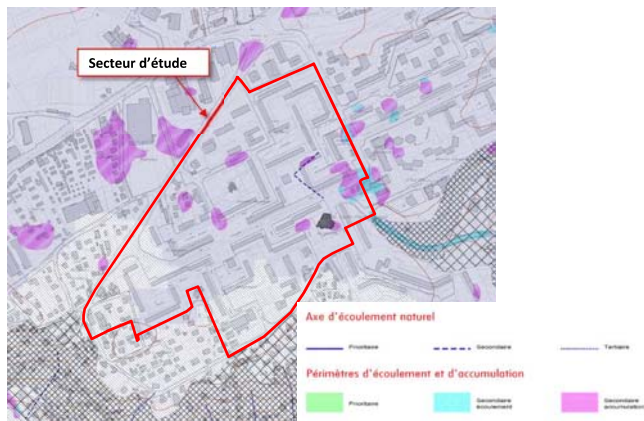 Secteur d'étude
Axe d'écoulement naturel
Prioritaire
Secondaire
Tertiaire
Périmètres d'écoulement et d'accumulation
Prioritaire
Secondaire
écoulement
Secondaire
accumulation